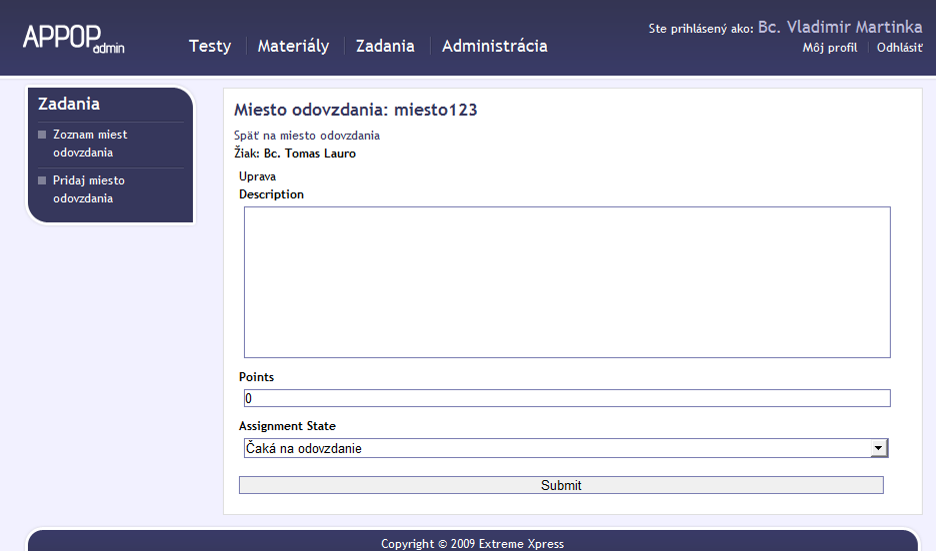 APPOP admin
Testy Materiály Zadania Administrácia
Ste prihlásený ako: Bc. Vladimir Martinka
Môj profil Odhlásiť
Zadania
Zoznam miest
odovzdania
Pridaj miesto
odovzdania
Miesto odovzdania: miesto123
Späť na miesto odovzdania
Žiak: Bc. Tomas Lauro
Uprava
Description
Points
0
Assignment State
Čaká na odovzdanie
Submit
Copyright © 2009 Extreme Xpress